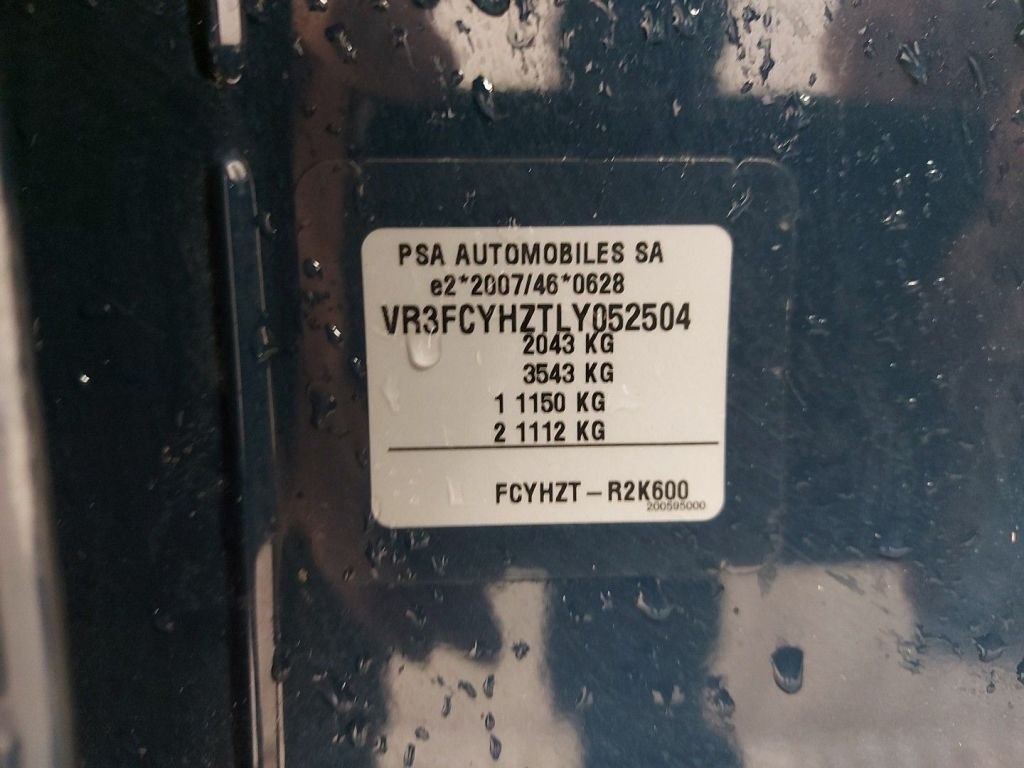 PSA AUTOMOBILES SA
e2*2007/46*0628
VR3FCYHZTLY052504
2043 KG
3543 KG
1 1150 KG
2 1112 KG
FCYHZT – R2K600
200595000